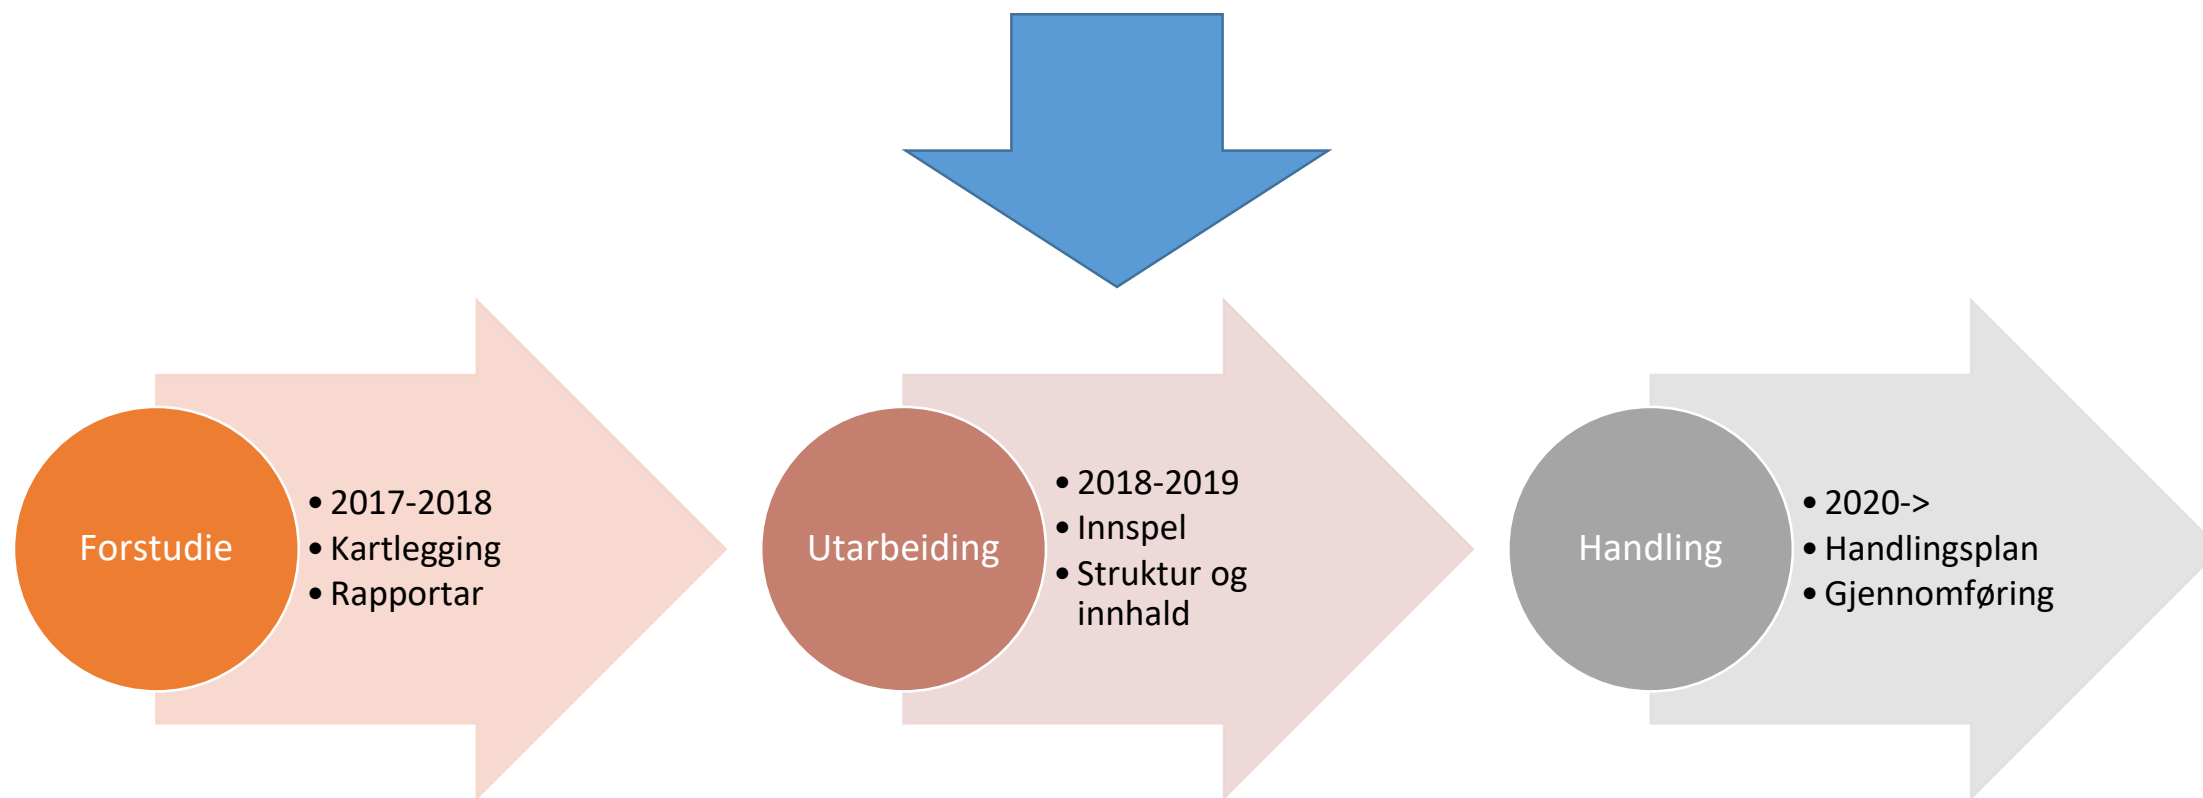 Forstudie
• 2017-2018
• Kartlegging
• Rapportar
Utarbeiding
• 2018-2019
• Innspel
• Struktur og
innhald
Handling
• 2020->
• Handlingsplan
• Gjennomføring